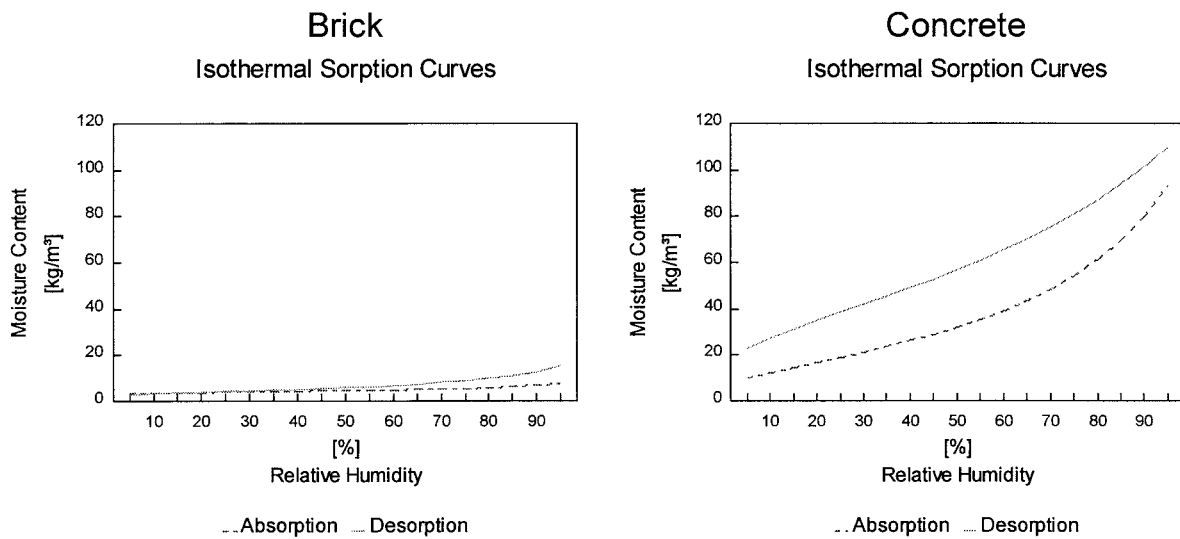 Brick
Isothermal Sorption Curves
120
100
80
60
40
20
0
Moisture Content
[kg/m³]
10 20 30 40 50 60 70 80 90
[%]
Relative Humidity
Absorption Desorption
Concrete
Isothermal Sorption Curves
120
100
80
60
40
20
0
Moisture Content
[kg/m³]
10 20 30 40 50 60 70 80 90
[%]
Relative Humidity
Absorption Desorption